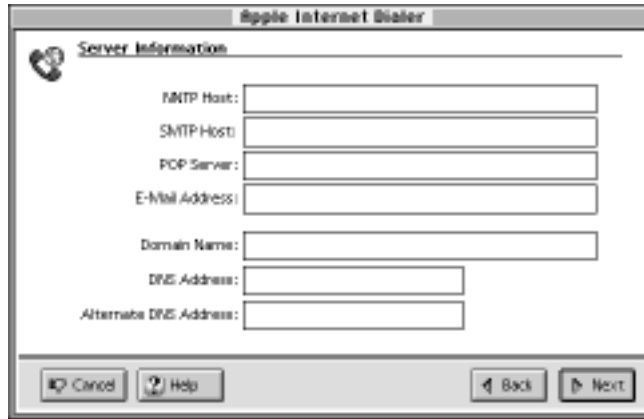 Apple Internet Dialer
Server Information
NNTP Host:
SMTP Host:
POP Server:
E-Mail Address:
Domain Name:
DNS Address:
Alternate DNS Address:
Cancel Help Back Next